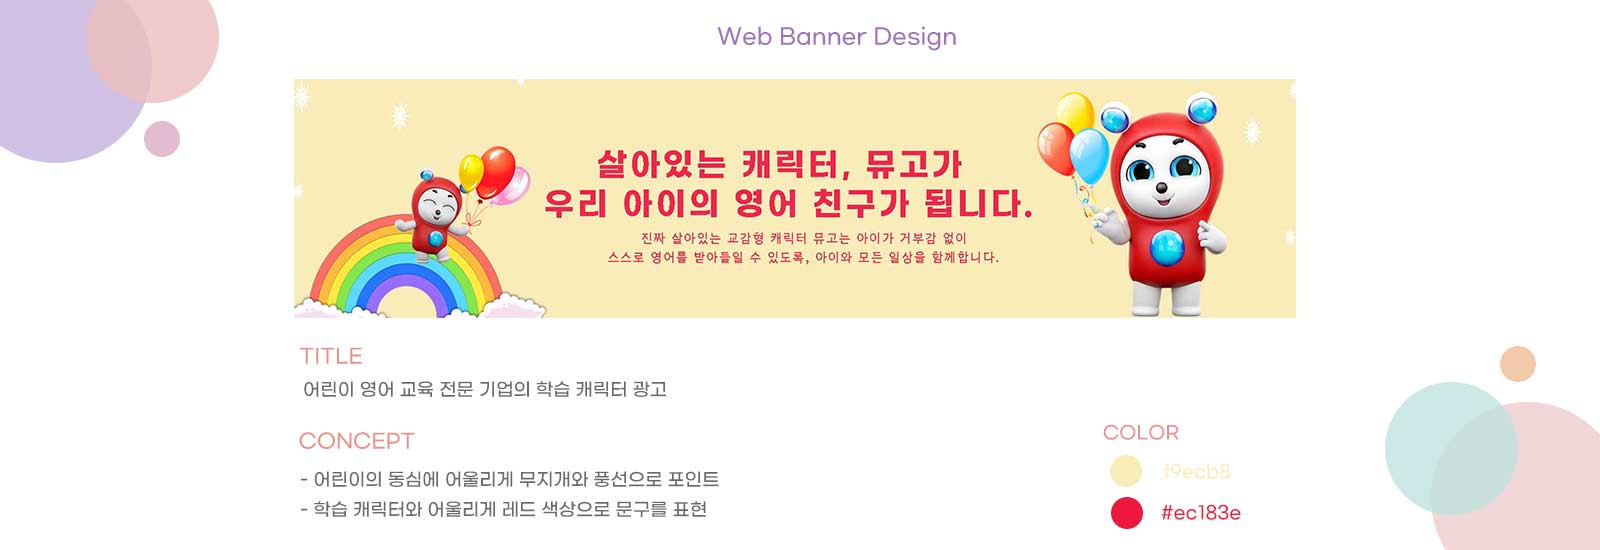 Web Banner Design
살아있는 캐릭터, 뮤고가
우리 아이의 영어 친구가 됩니다.
진짜 살아있는 교감형 캐릭터 뮤고는 아이가 거부감 없이
스스로 영어를 받아들일 수 있도록, 아이와 모든 일상을 함께합니다.
TITLE
어린이 영어 교육 전문 기업의 학습 캐릭터 광고
CONCEPT
- 어린이의 동심에 어울리게 무지개와 풍선으로 포인트
- 학습 캐릭터와 어울리게 레드 색상으로 문구를 표현
COLOR
f9ecb8
#ec183e